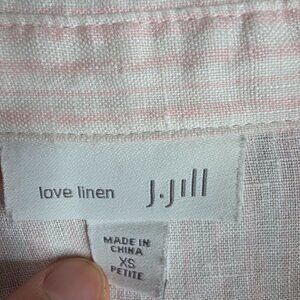 love linen J.Jill
MADE IN
CHINA
XS
PETITE